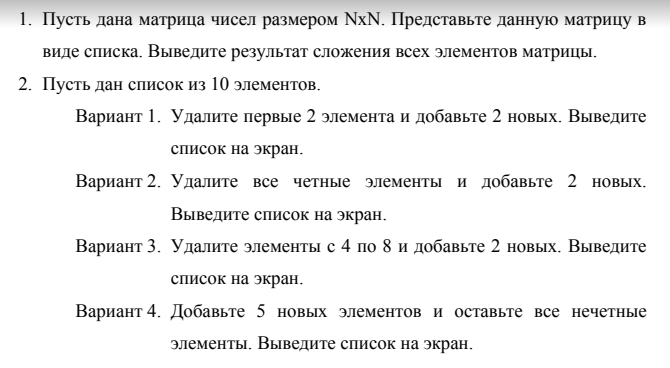 1. Пусть дана матрица чисел размером NxN. Представьте данную матрицу в
виде списка. Выведите результат сложения всех элементов матрицы.
2. Пусть дан список из 10 элементов.
Вариант 1. Удалите первые 2 элемента и добавьте 2 новых. Выведите
список на экран.
Вариант 2. Удалите все четные элементы и добавьте 2 новых.
Выведите список на экран.
Вариант 3. Удалите элементы с 4 по 8 и добавьте 2 новых. Выведите
список на экран.
Вариант 4. Добавьте 5 новых элементов и оставьте все нечетные
элементы. Выведите список на экран.